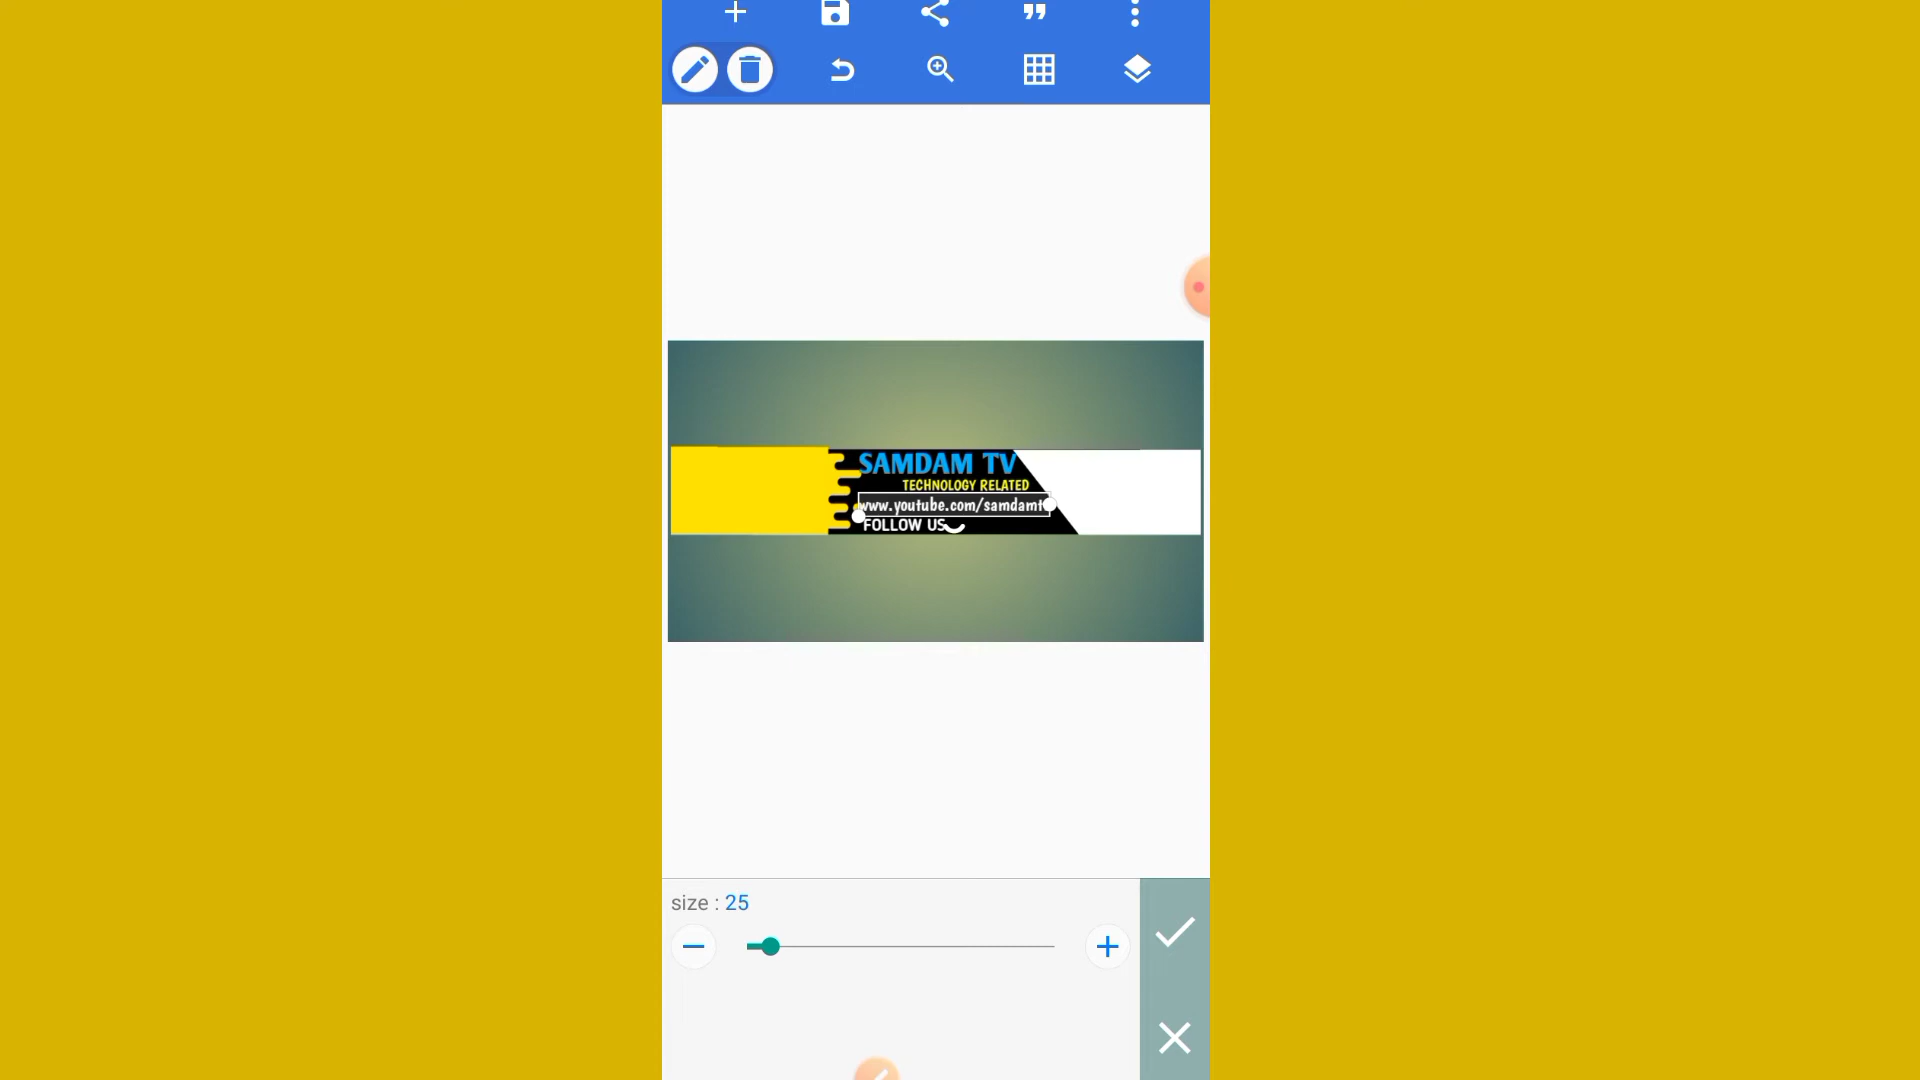 SAMDAM TV
TECHNOLOGY RELATED
www.youtube.com/samdamt
FOLLOW US
size : 25